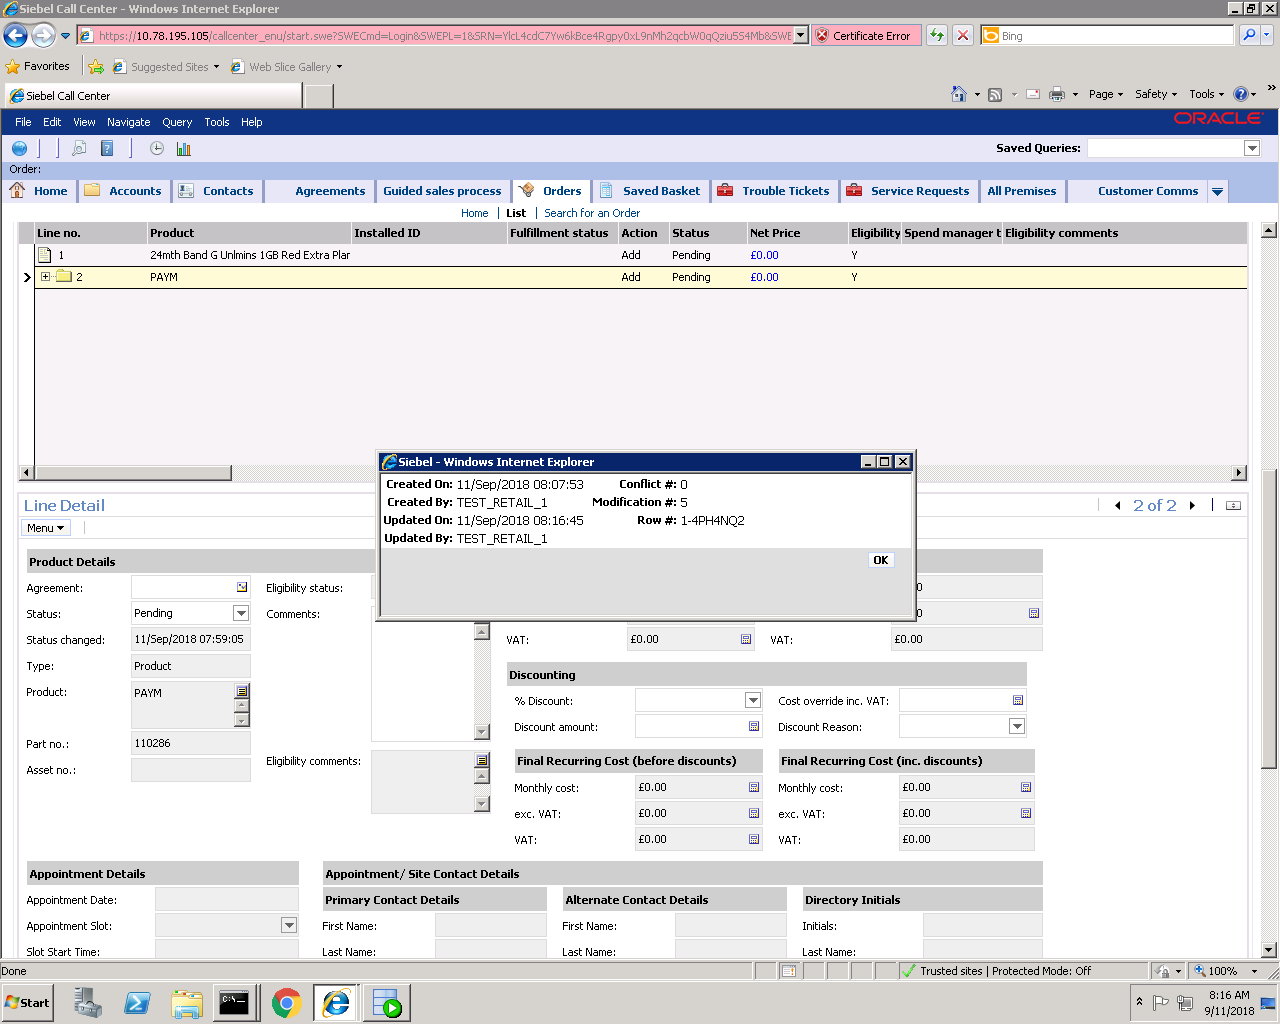 Siebel Call Center - Windows Internet Explorer
https://10.78.195.105/callcenter_enu/start.swe?SWECmd=Login&SWEPL=1&SRN=YlcL4cdC7Yw6kBce4Rgpy0xL9nMh2qcbW0qQziu5S4Mb&SWE
Certificate Error
Bing
Favorites
Suggested Sites
Web Slice Gallery
Siebel Call Center
Page
Safety
Tools
File Edit View Navigate Query Tools Help
ORACLE
Saved Queries:
Order:
Home Accounts Contacts Agreements Guided sales process Orders Saved Basket Trouble Tickets Service Requests All Premises Customer Comms
Home | List | Search for an Order
Line no. Product Installed ID Fulfillment status Action Status Net Price Eligibility Spend manager t Eligibility comments
1 24mth Band G Unlmins 1GB Red Extra Plar Add Pending £0.00 Y
2 PAYM Add Pending £0.00 Y
Siebel - Windows Internet Explorer
Created On: 11/Sep/2018 08:07:53 Conflict #: 0
Created By: TEST_RETAIL_1 Modification #: 5
Updated On: 11/Sep/2018 08:16:45 Row #: 1-4PH4NQ2
Updated By: TEST_RETAIL_1
OK
Line Detail
2 of 2
Menu
Product Details
Agreement:
Eligibility status:
0
Status: Pending
Comments:
0
Status changed: 11/Sep/2018 07:59:05
VAT: £0.00
VAT: £0.00
Type: Product
Discounting
Product: PAYM
% Discount:
Cost override inc. VAT:
Discount amount:
Discount Reason:
Part no.: 110286
Asset no.:
Eligibility comments:
Final Recurring Cost (before discounts)
Final Recurring Cost (inc. discounts)
Monthly cost: £0.00
Monthly cost: £0.00
exc. VAT: £0.00
exc. VAT: £0.00
VAT: £0.00
VAT: £0.00
Appointment Details
Appointment/ Site Contact Details
Appointment Date:
Primary Contact Details
Alternate Contact Details
Directory Initials
Appointment Slot:
First Name:
First Name:
Initials:
Slot Start Time:
Last Name:
Last Name:
Last Name:
Done
Trusted sites | Protected Mode: Off
100%
Start
C:\.
8:16 AM
9/11/2018